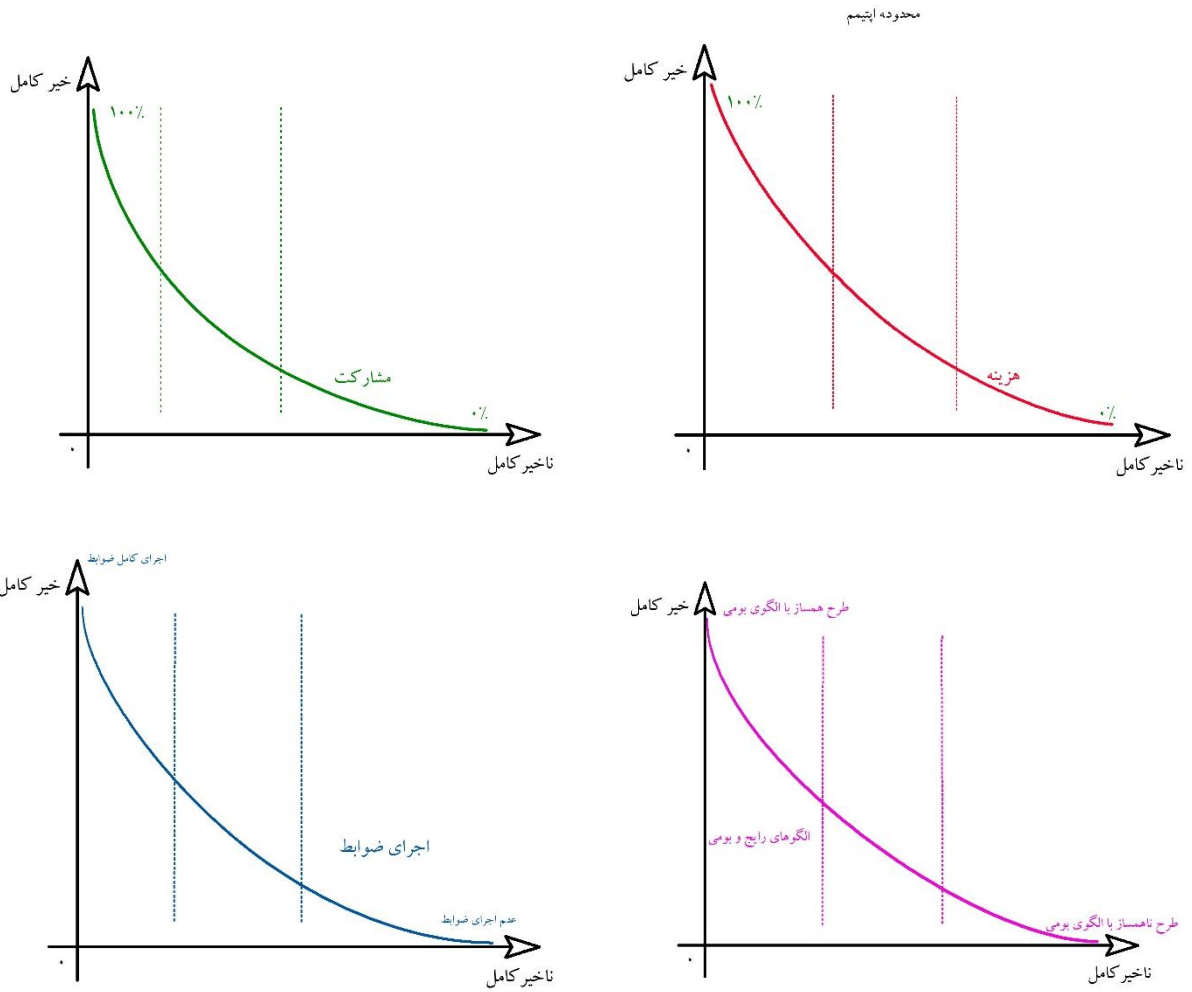 محدوده اپتیمم
خیر کامل
۱۰۰٪
هزینه
۰٪
۰
ناخیر کامل
خیر کامل
۱۰۰٪
مشارکت
۰٪
۰
ناخیر کامل
خیر کامل
طرح همساز با الگوی بومی
الگوهای رایج و بومی
طرح ناهمساز با الگوی بومی
۰
ناخیر کامل
اجرای کامل ضوابط
خیر کامل
اجرای ضوابط
عدم اجرای ضوابط
۰
ناخیر کامل